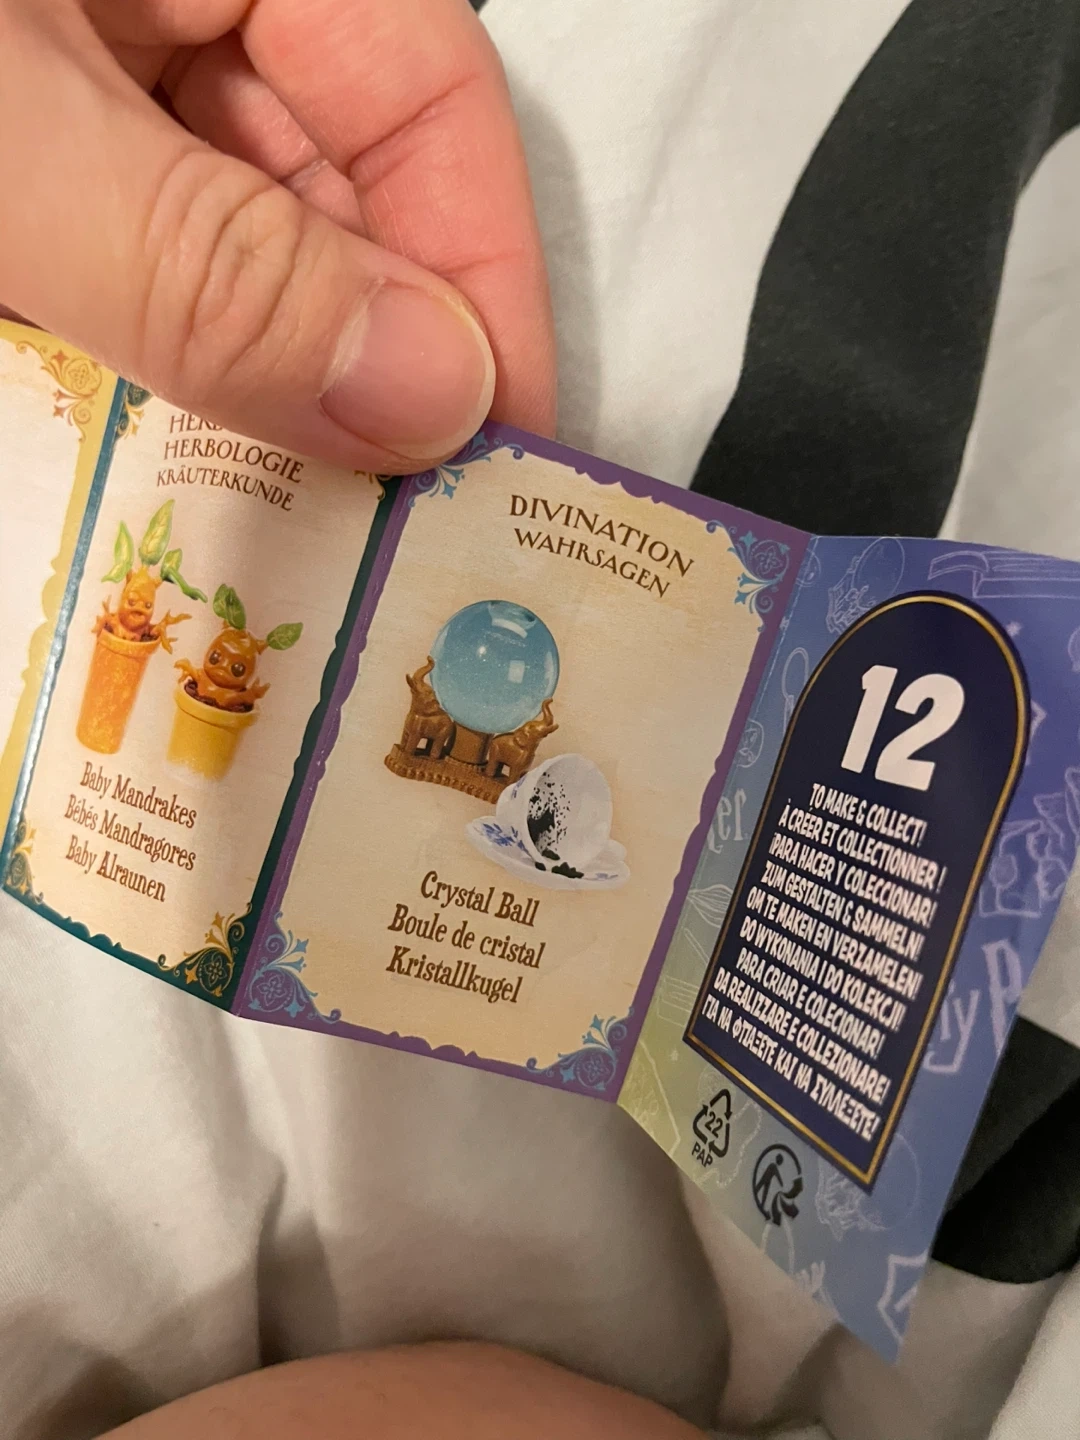 HERBOLOGIE
KRÄUTERKUNDE
Baby Mandrakes
Bébés Mandragores
Baby Alraunen
DIVINATION
WAHRSAGEN
Crystal Ball
Boule de cristal
Kristallkugel
12
TO MAKE & COLLECT!
À CRÉER ET COLLECTIONNER !
¡PARA HACER Y COLECCIONAR!
ZUM GESTALTEN & SAMMELN!
OM TE MAKEN EN VERZAMELEN!
DO WYKONANIA I DO KOLEKCJI!
PARA CRIAR E COLECIONAR!
DA REALIZZARE E COLLEZIONARE!
ΓΙΑ ΝΑ ΦΤΙΑΞΕΤΕ ΚΑΙ ΝΑ ΣΥΛΛΕΞΕΤΕ!
22
PAP